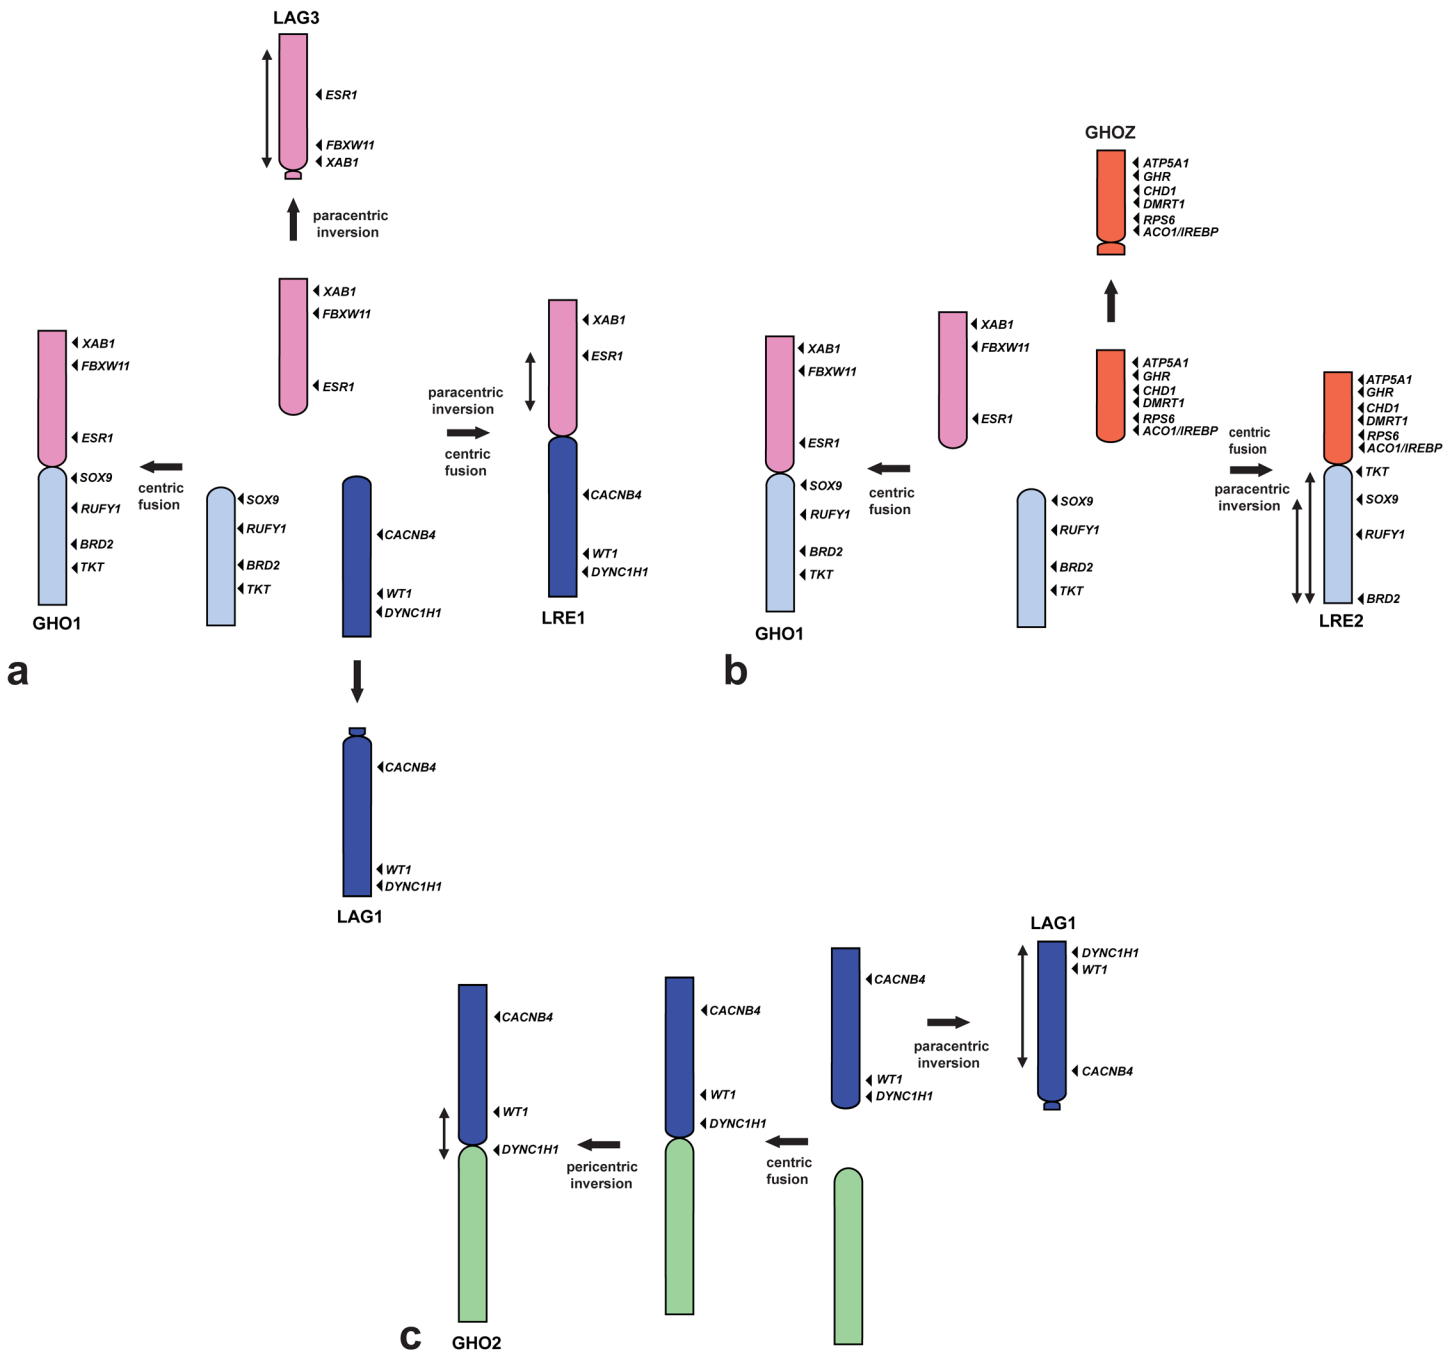 LAG3
ESR1
FBXW11
XAB1
paracentric
inversion
XAB1
FBXW11
ESR1
XAB1
FBXW11
ESR1
SOX9
RUFY1
BRD2
TKT
GHO1
centric
fusion
SOX9
RUFY1
BRD2
TKT
CACNB4
WT1
DYNC1H1
paracentric
inversion
centric
fusion
XAB1
ESR1
CACNB4
WT1
DYNC1H1
LRE1
a
CACNB4
WT1
DYNC1H1
LAG1
GHOZ
ATP5A1
GHR
CHD1
DMRT1
RPS6
ACO1/IREBP
XAB1
FBXW11
ESR1
ATP5A1
GHR
CHD1
DMRT1
RPS6
ACO1/IREBP
XAB1
FBXW11
ESR1
SOX9
RUFY1
BRD2
TKT
GHO1
centric
fusion
SOX9
RUFY1
BRD2
TKT
centric
fusion
paracentric
inversion
ATP5A1
GHR
CHD1
DMRT1
RPS6
ACO1/IREBP
TKT
SOX9
RUFY1
BRD2
LRE2
b
LAG1
DYNC1H1
WT1
CACNB4
paracentric
inversion
CACNB4
WT1
DYNC1H1
centric
fusion
CACNB4
WT1
DYNC1H1
pericentric
inversion
CACNB4
WT1
DYNC1H1
GHO2
c